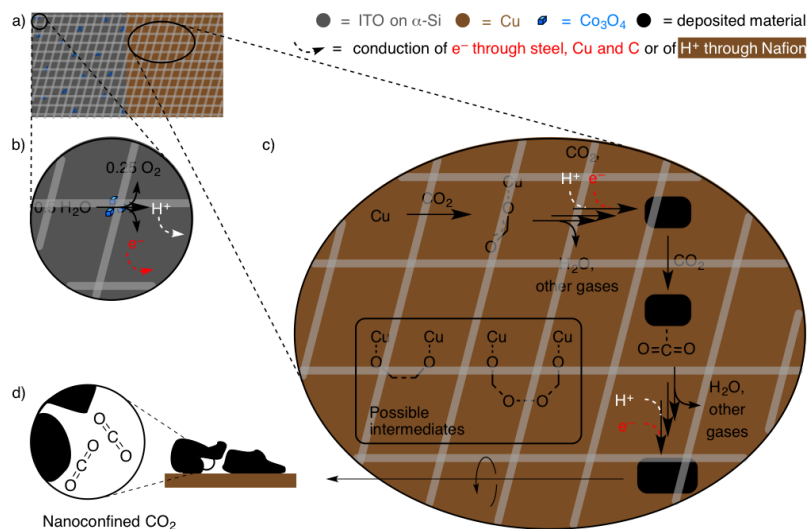 a)
= ITO on α-Si = Cu = Co₃O₄ = deposited material
= conduction of e⁻ through steel, Cu and C or of H⁺ through Nafion
b)
0.25 O₂
0.5 H₂O
H⁺
e⁻
c)
CO₂,
H⁺ e⁻
Cu
CO₂
Cu
O
O
H₂O,
other gases
CO₂
O=C=O
H₂O,
other
gases
H⁺
e⁻
Cu Cu Cu Cu
O O O O
O O
Possible
intermediates
d)
O=C=O
O=C=O
Nanoconfined CO₂